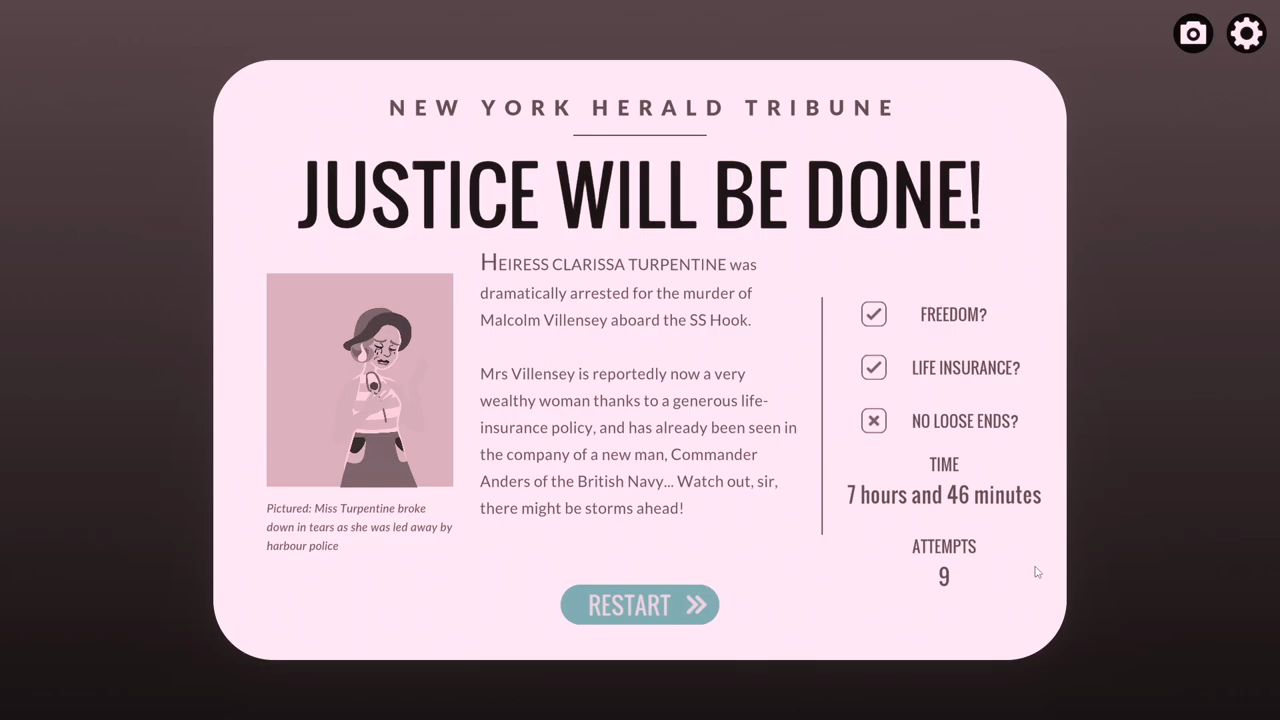 NEW YORK HERALD TRIBUNE
JUSTICE WILL BE DONE!
HEIRESS CLARISSA TURPENTINE was
dramatically arrested for the murder of
Malcolm Villensey aboard the SS Hook.
Mrs Villensey is reportedly now a very
wealthy woman thanks to a generous life-
insurance policy, and has already been seen in
the company of a new man, Commander
Anders of the British Navy... Watch out, sir,
there might be storms ahead!
Pictured: Miss Turpentine broke
down in tears as she was led away by
harbour police
FREEDOM?
LIFE INSURANCE?
NO LOOSE ENDS?
TIME
7 hours and 46 minutes
ATTEMPTS
9
RESTART